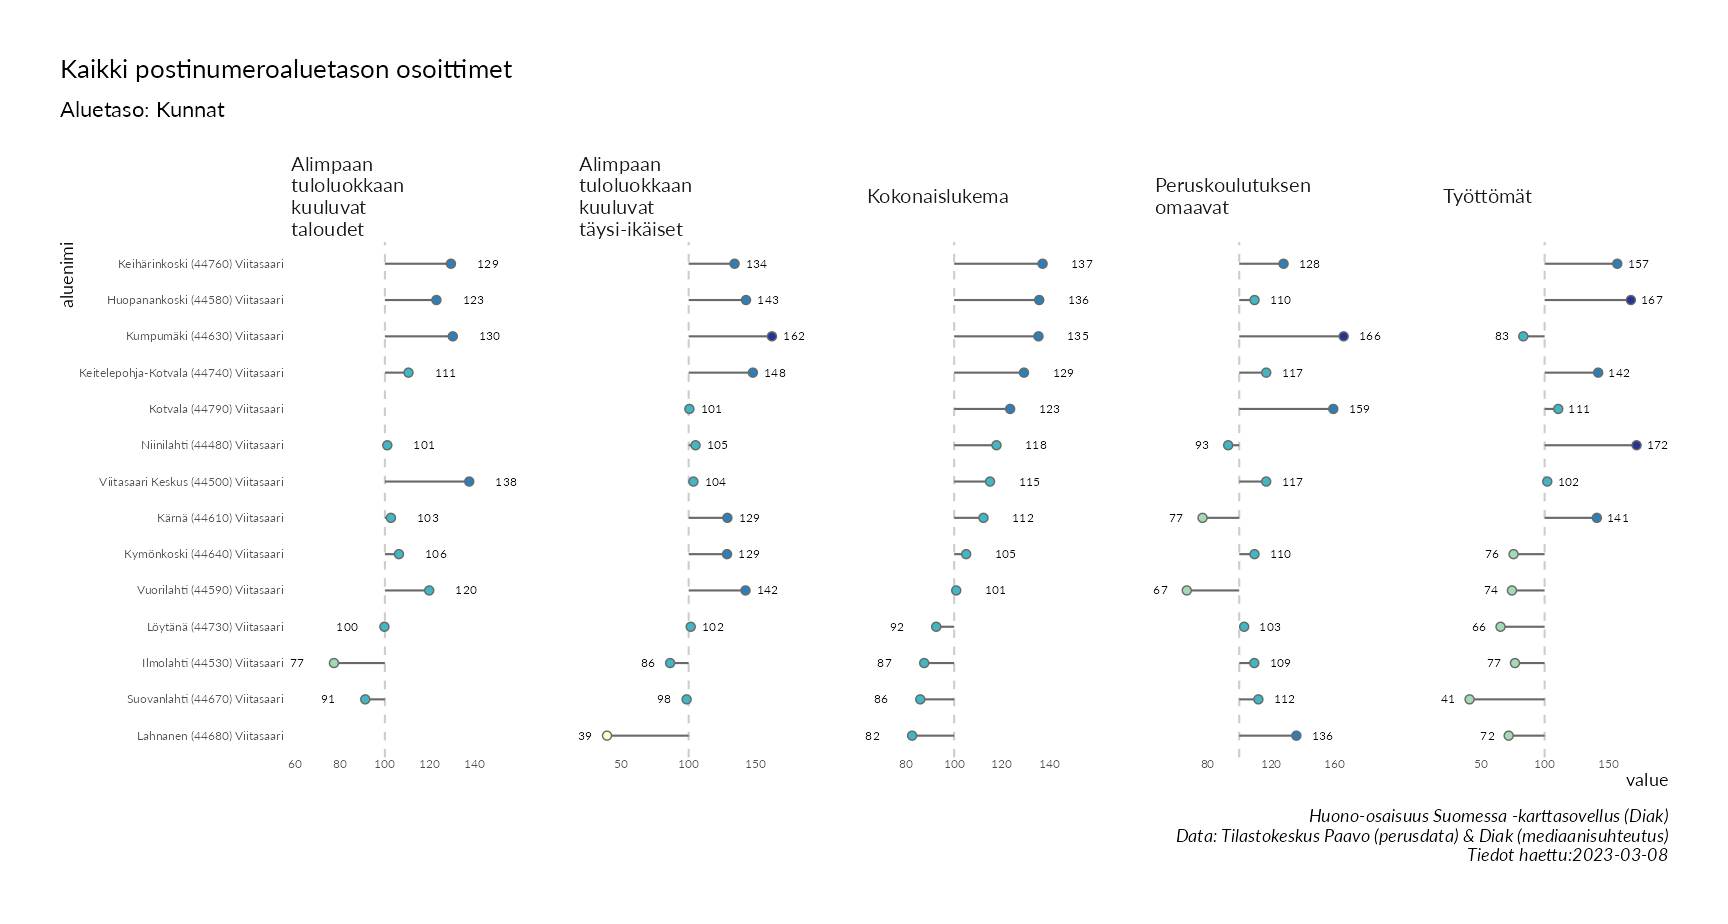 Kaikki postinumeroaluetason osoittimet
Aluetaso: Kunnat
Alimpaan
tuloluokkaan
kuuluvat
taloudet
Alimpaan
tuloluokkaan
kuuluvat
täysi-ikäiset
Kokonaislukema
Peruskoulutuksen
omaavat
Työttömät
aluenimi
Keihärinkoski (44760) Viitasaari 129 134 137 128 157
Huopanankoski (44580) Viitasaari 123 143 136 110 167
Kumpumäki (44630) Viitasaari 130 162 135 166 83
Keitelepohja-Kotvala (44740) Viitasaari 111 148 129 117 142
Kotvala (44790) Viitasaari 101 123 159 111
Niinilahti (44480) Viitasaari 101 105 118 93 172
Viitasaari Keskus (44500) Viitasaari 138 104 115 117 102
Kärnä (44610) Viitasaari 103 129 112 77 141
Kymönkoski (44640) Viitasaari 106 129 105 110 76
Vuorilahti (44590) Viitasaari 120 142 101 67 74
Löytänä (44730) Viitasaari 100 102 92 103 66
Ilmolahti (44530) Viitasaari 77 86 87 109 77
Suovanlahti (44670) Viitasaari 91 98 86 112 41
Lahnanen (44680) Viitasaari 39 82 136 72
60 80 100 120 140 50 100 150 80 100 120 140 80 120 160 50 100 150
value
Huono-osaisuus Suomessa -karttasovellus (Diak)
Data: Tilastokeskus Paavo (perusdata) & Diak (mediaanisuhteutus)
Tiedot haettu:2023-03-08